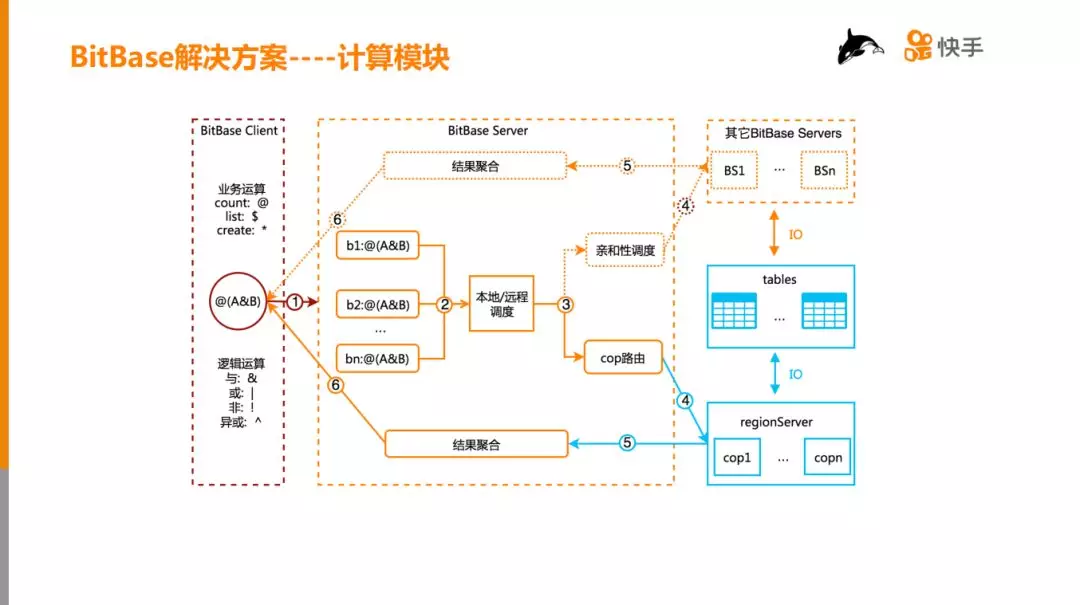 BitBase解决方案----计算模块
快手
BitBase Client
业务运算
count: @
list: $
create: *
@(A&B)
逻辑运算
与: &
或: |
非: !
异或: ^
①
BitBase Server
结果聚合
⑤
⑥
b1:@(A&B)
b2:@(A&B)
...
bn:@(A&B)
②
本地/远程
调度
③
亲和性调度
④
cop路由
④
⑥
结果聚合
⑤
其它BitBase Servers
BS1
...
BSn
IO
tables
...
IO
regionServer
cop1
...
copn